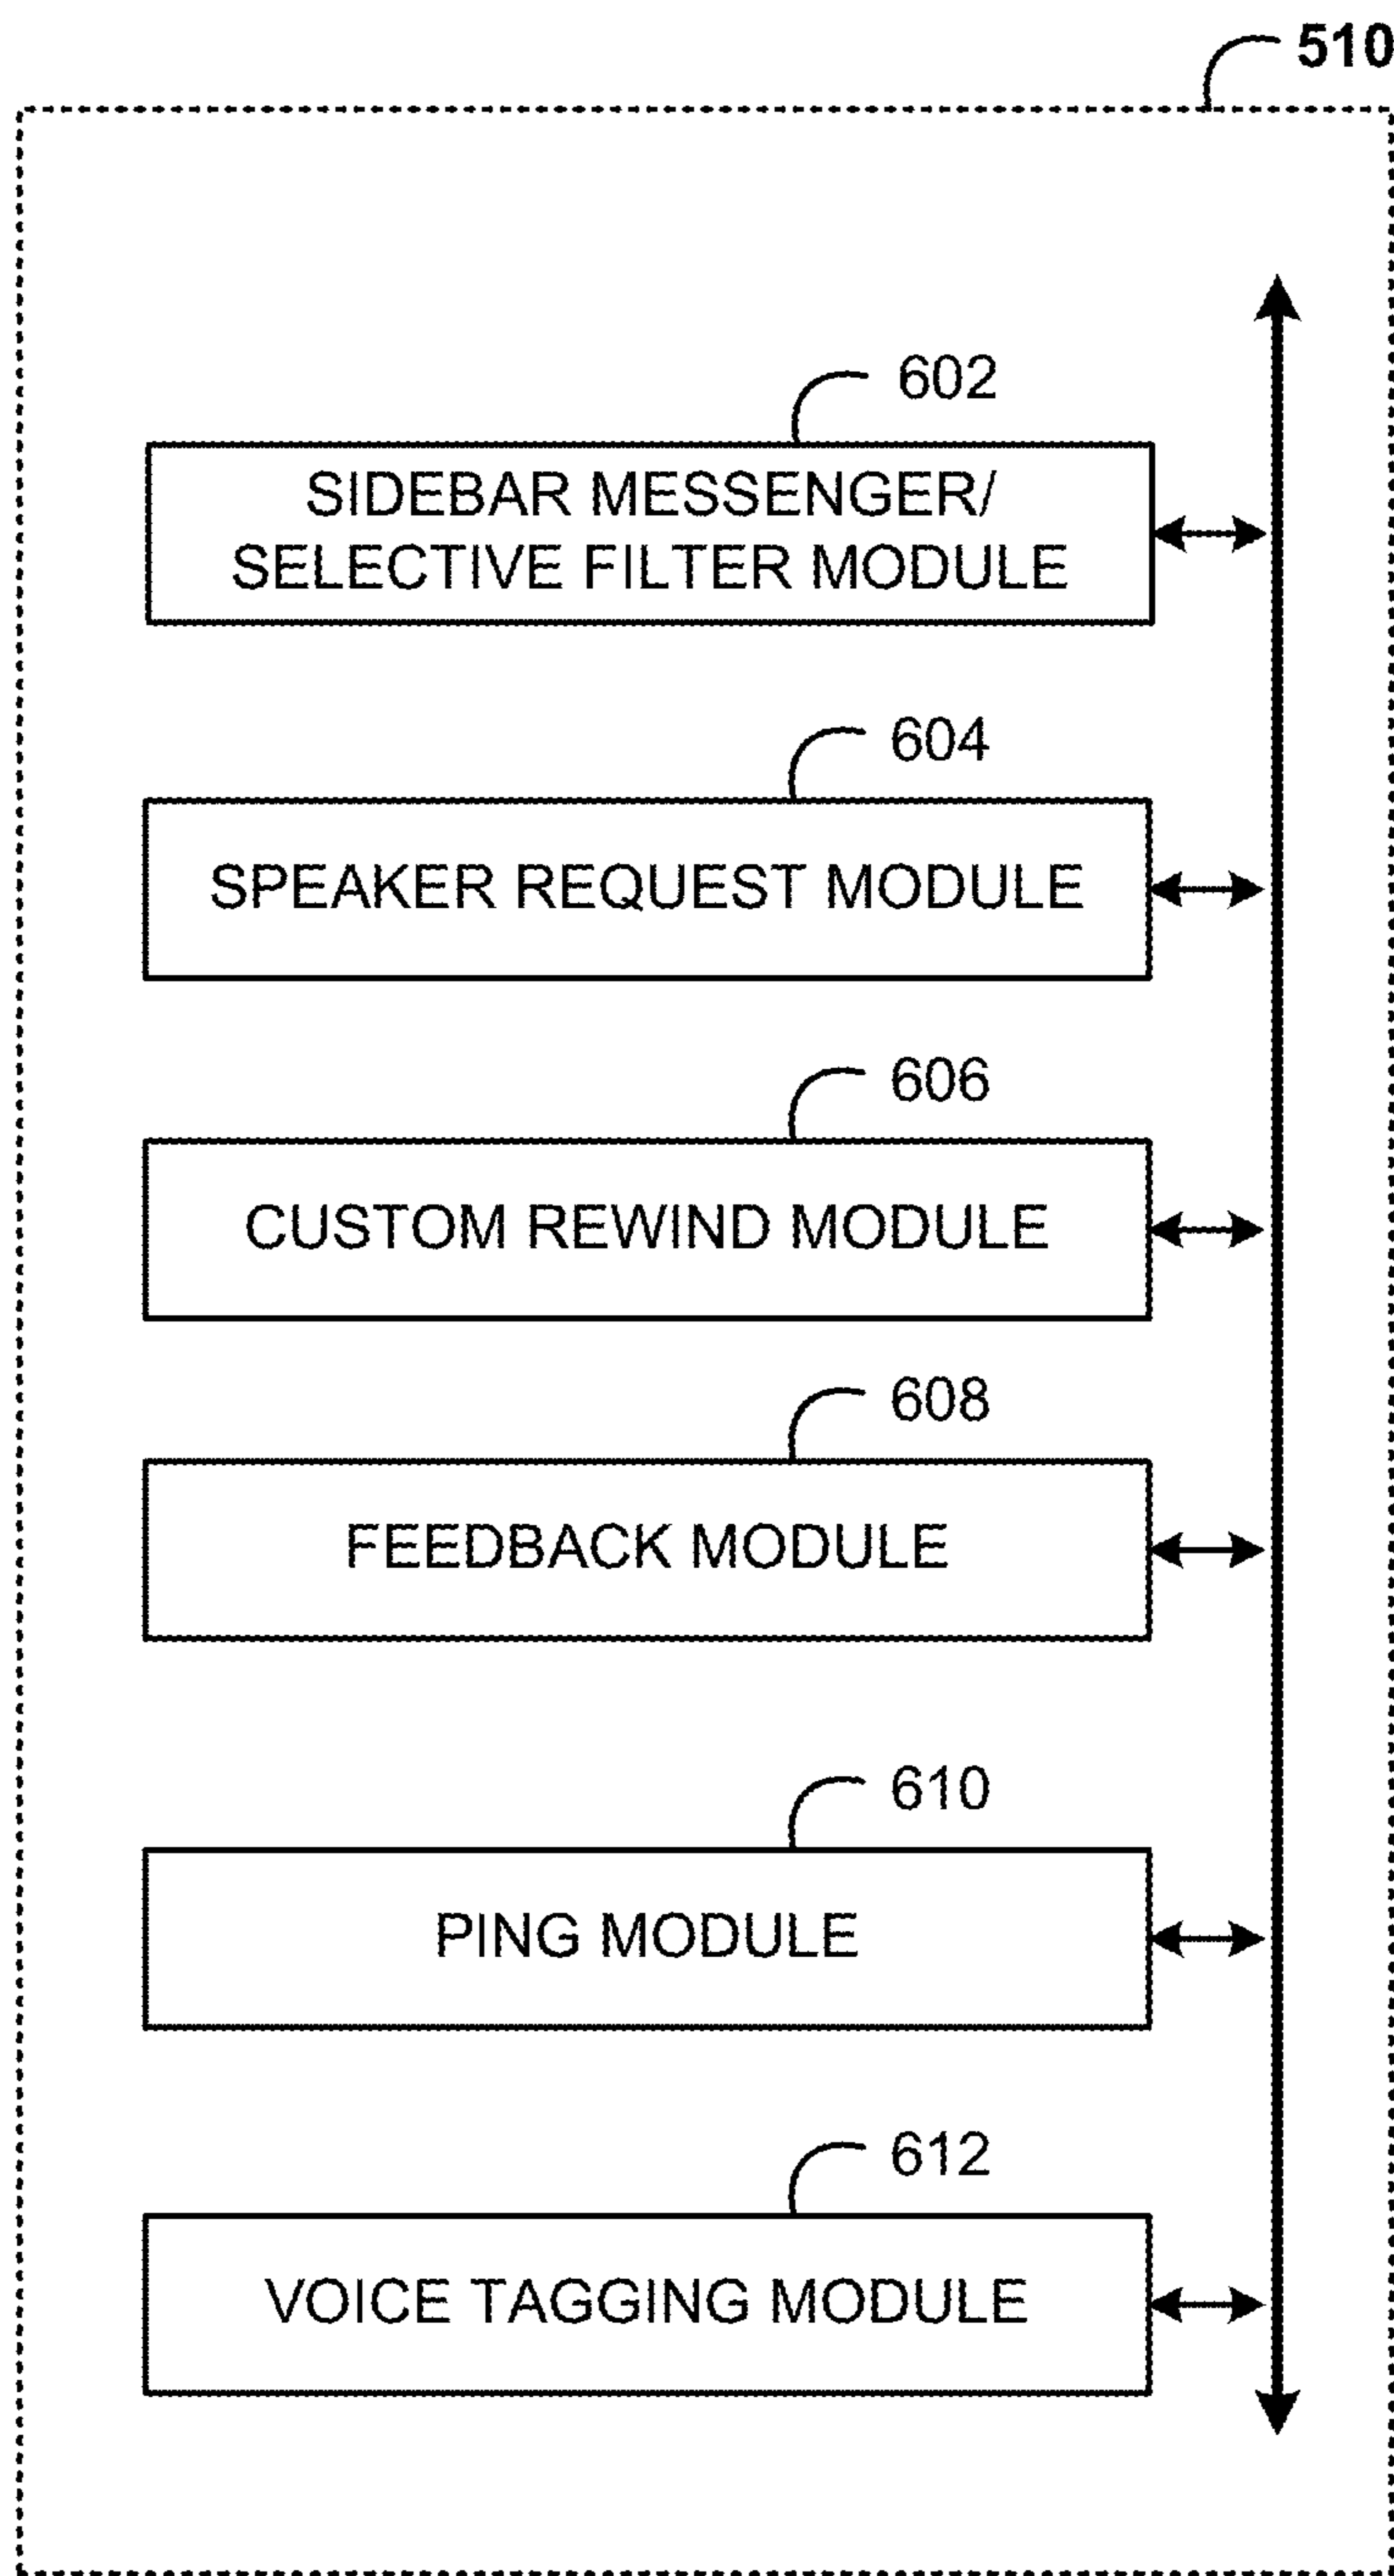 510
602
SIDEBAR MESSENGER/
SELECTIVE FILTER MODULE
604
SPEAKER REQUEST MODULE
606
CUSTOM REWIND MODULE
608
FEEDBACK MODULE
610
PING MODULE
612
VOICE TAGGING MODULE